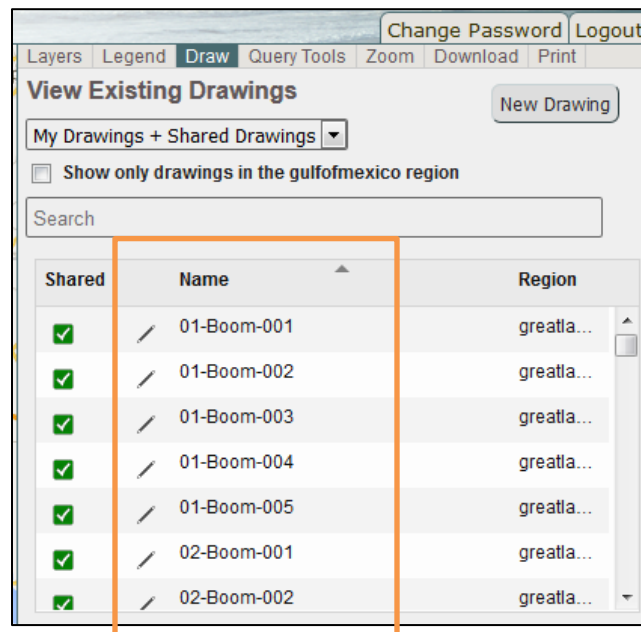 Change Password Logout
Layers Legend Draw Query Tools Zoom Download Print
View Existing Drawings
New Drawing
My Drawings + Shared Drawings
Show only drawings in the gulfofmexico region
Search
Shared Name Region
01-Boom-001 greatla...
01-Boom-002 greatla...
01-Boom-003 greatla...
01-Boom-004 greatla...
01-Boom-005 greatla...
02-Boom-001 greatla...
02-Boom-002 greatla...